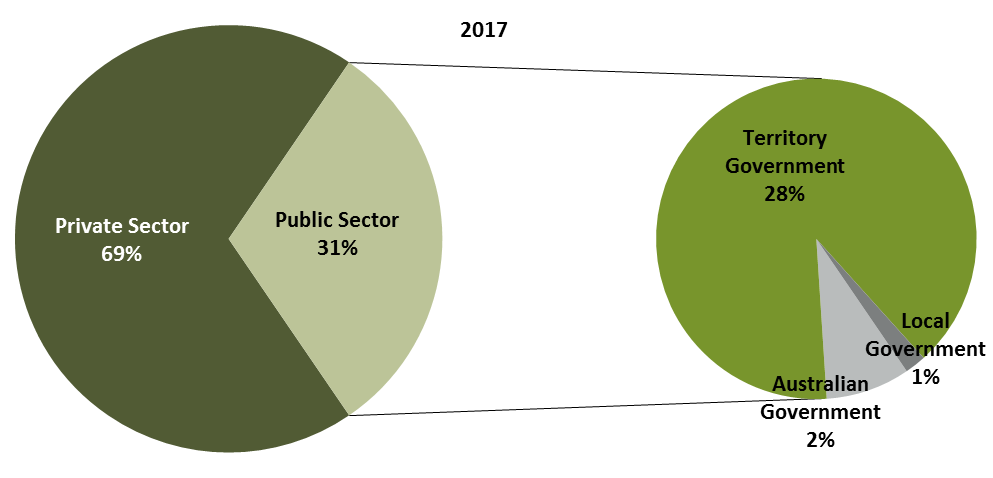 2017
Private Sector
69%
Public Sector
31%
Territory
Government
28%
Local
Government
1%
Australian
Government
2%